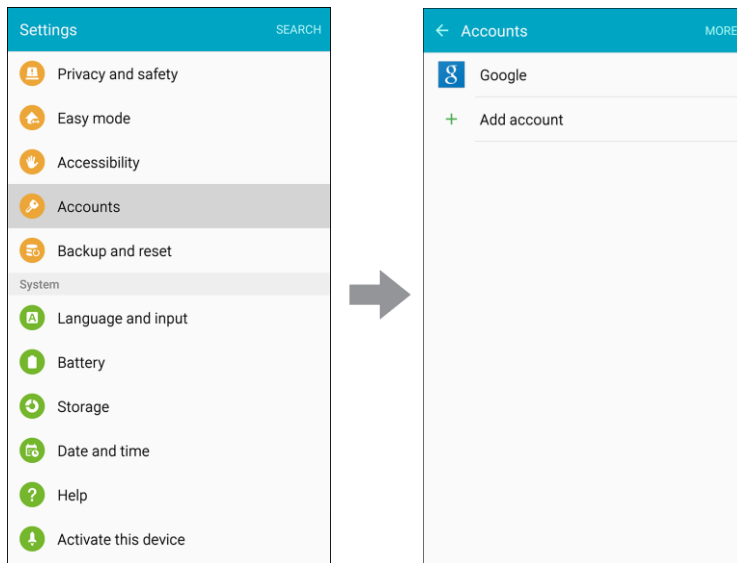 Settings SEARCH
Privacy and safety
Easy mode
Accessibility
Accounts
Backup and reset
System
Language and input
Battery
Storage
Date and time
Help
Activate this device
Accounts MORE
Google
Add account